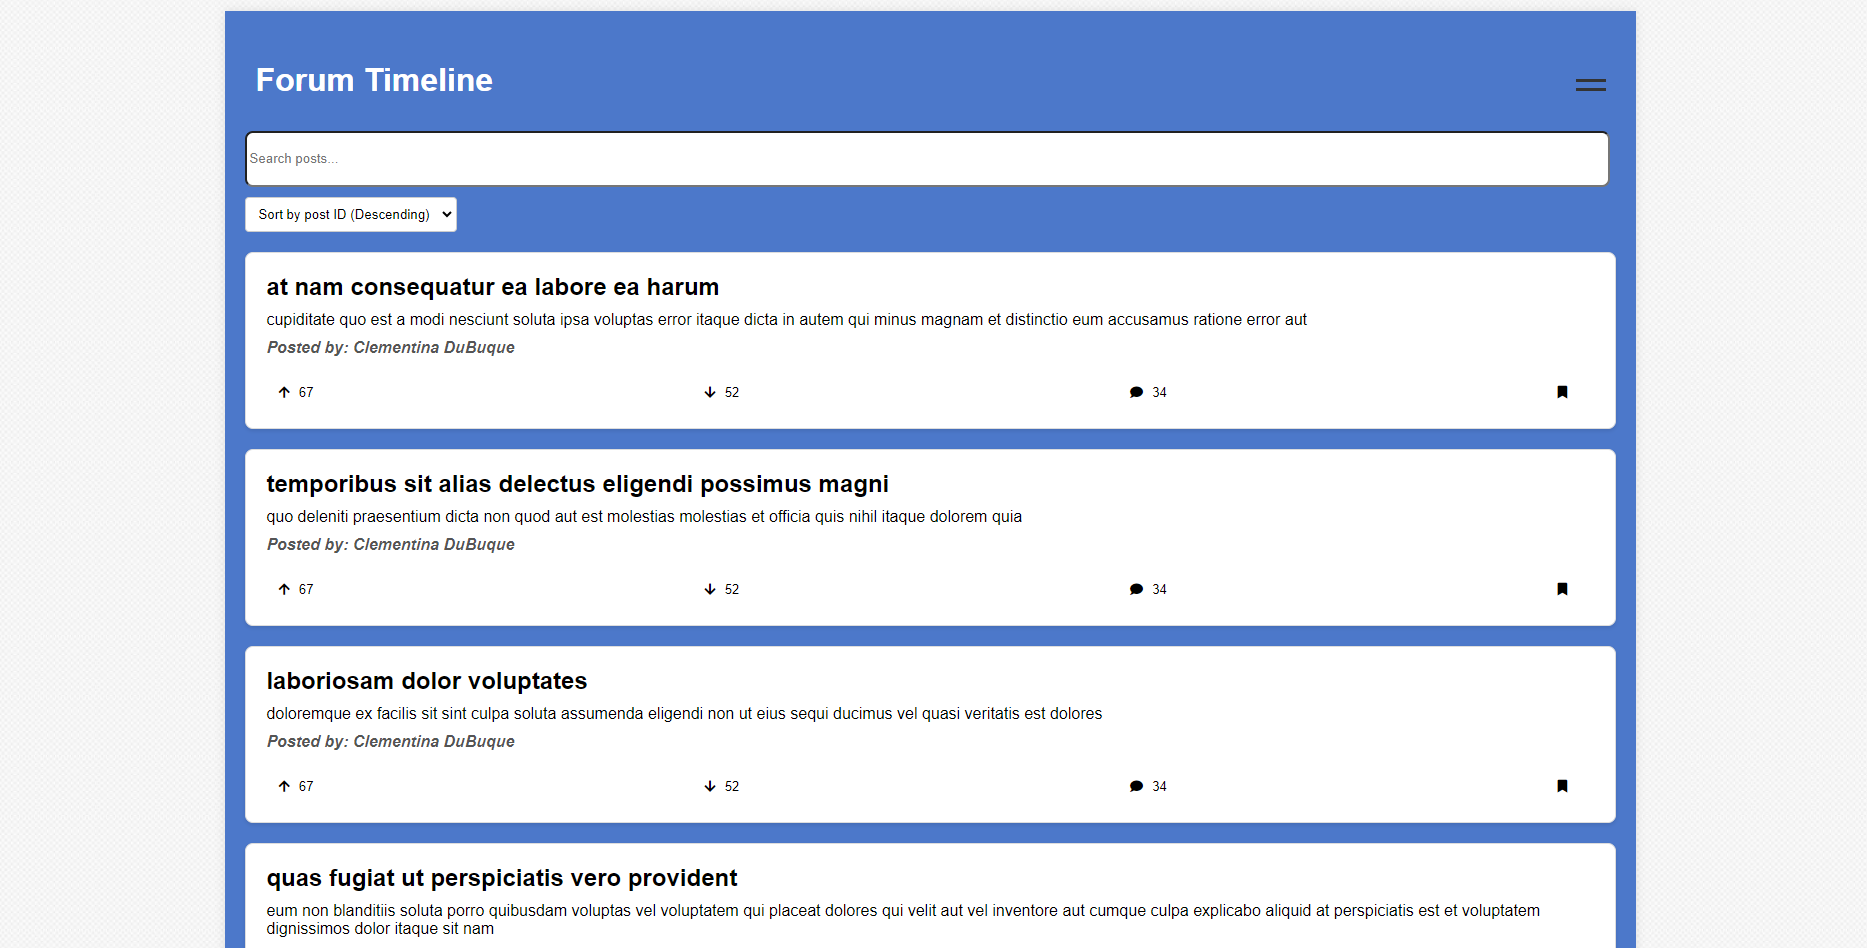 Forum Timeline
Search posts...
Sort by post ID (Descending)
at nam consequatur ea labore ea harum
cupiditate quo est a modi nesciunt soluta ipsa voluptas error itaque dicta in autem qui minus magnam et distinctio eum accusamus ratione error aut
Posted by: Clementina DuBuque
67 52 34
temporibus sit alias delectus eligendi possimus magni
quo deleniti praesentium dicta non quod aut est molestias molestias et officia quis nihil itaque dolorem quia
Posted by: Clementina DuBuque
67 52 34
laboriosam dolor voluptates
doloremque ex facilis sit sint culpa soluta assumenda eligendi non ut eius sequi ducimus vel quasi veritatis est dolores
Posted by: Clementina DuBuque
67 52 34
quas fugiat ut perspiciatis vero provident
eum non blanditiis soluta porro quibusdam voluptas vel voluptatem qui placeat dolores qui velit aut vel inventore aut cumque culpa explicabo aliquid at perspiciatis est et voluptatem
dignissimos dolor itaque sit nam